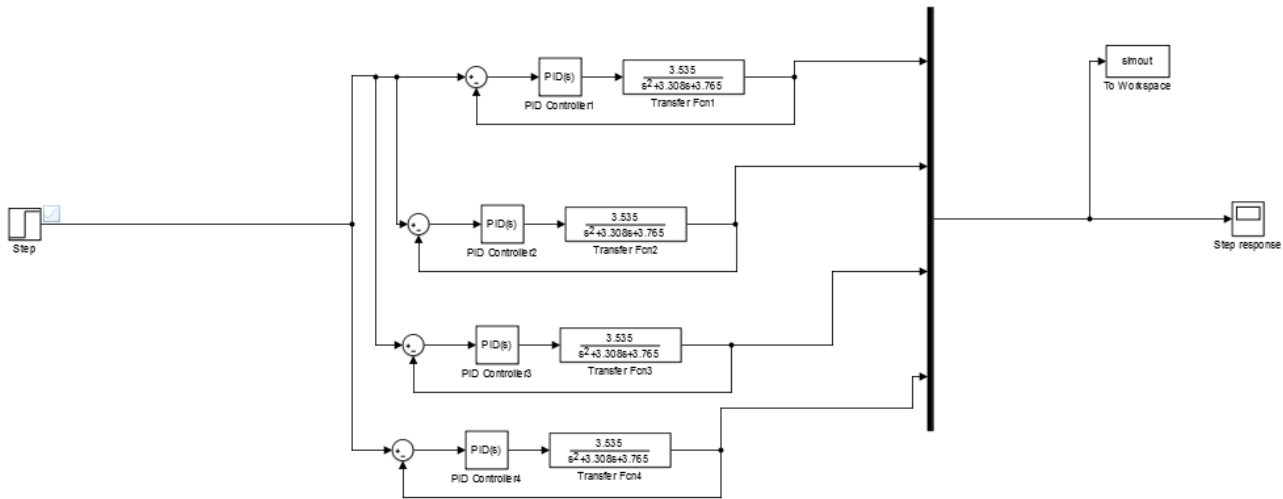 PID(s)
3.535
s²+3.308s+3.765
PID Controller1
Transfer Fcn1
simout
To Workspace
Step
PID(s)
3.535
s²+3.308s+3.765
PID Controller2
Transfer Fcn2
Step response
PID(s)
3.535
s²+3.308s+3.765
PID Controller3
Transfer Fcn3
PID(s)
3.535
s²+3.308s+3.765
PID Controller4
Transfer Fcn4